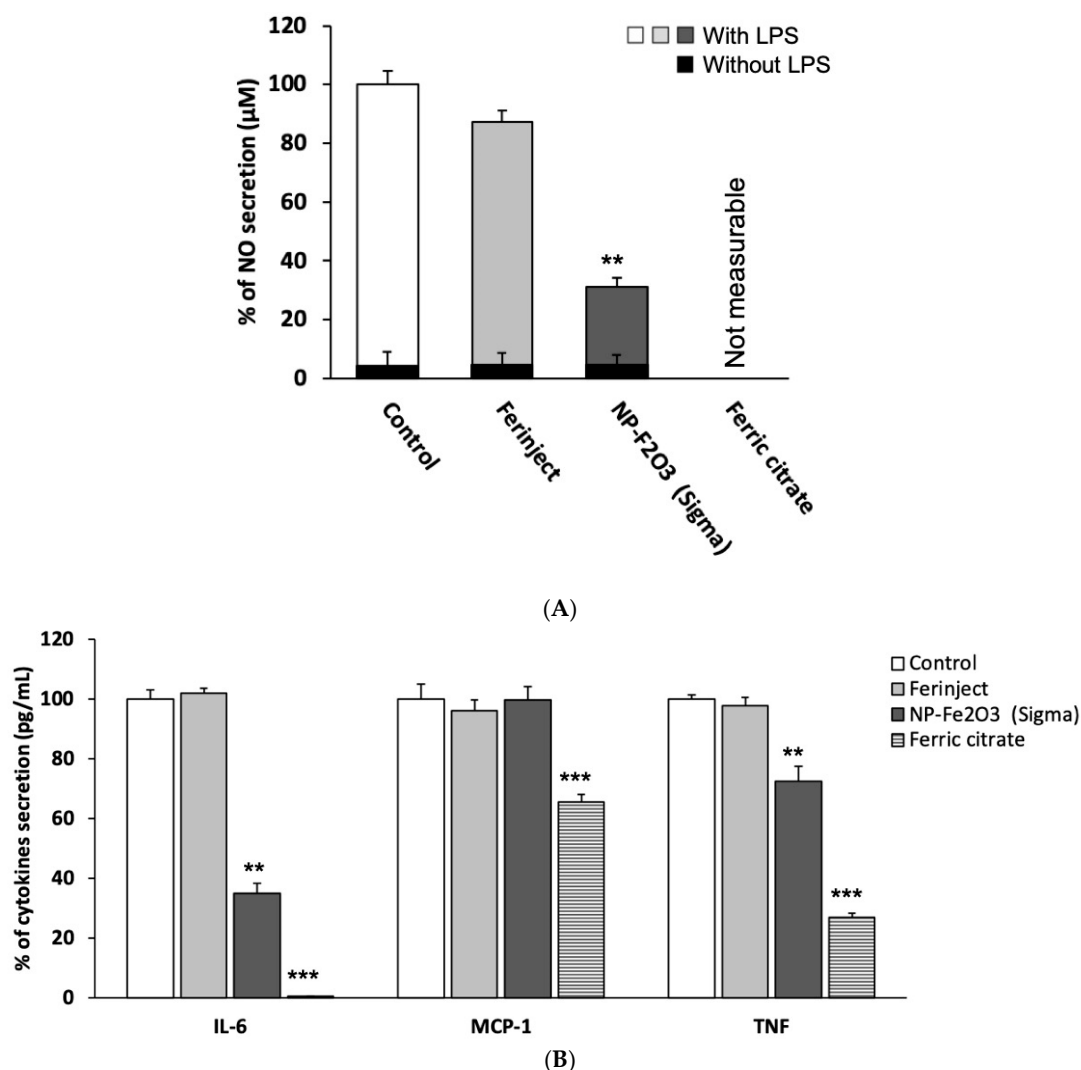 120
100
80
60
40
20
0
% of NO secretion (µM)
With LPS
Without LPS
**
Not measurable
Control
Ferinject
NP-F2O3 (Sigma)
Ferric citrate
(A)
120
100
80
60
40
20
0
% of cytokines secretion (pg/mL)
Control
Ferinject
NP-Fe2O3 (Sigma)
Ferric citrate
**
***
***
**
***
IL-6
MCP-1
TNF
(B)